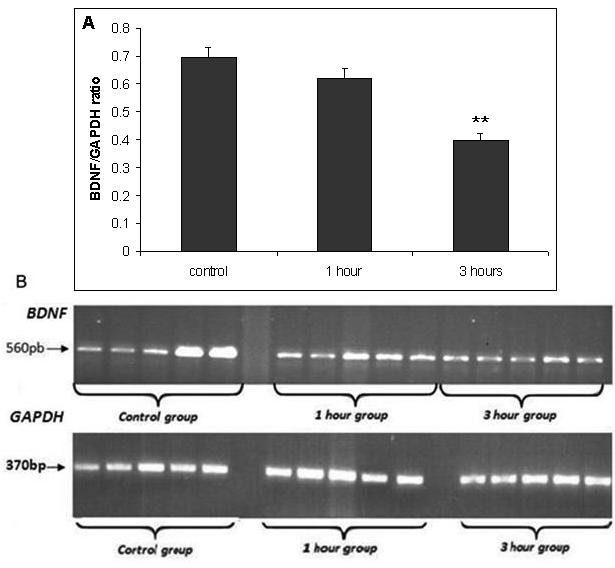 A
BDNF/GAPDH ratio
0.8
0.7
0.6
0.5
0.4
0.3
0.2
0.1
0
**
control 1 hour 3 hours
B
BDNF
560pb
Control group 1 hour group 3 hour group
GAPDH
370bp
Control group 1 hour group 3 hour group